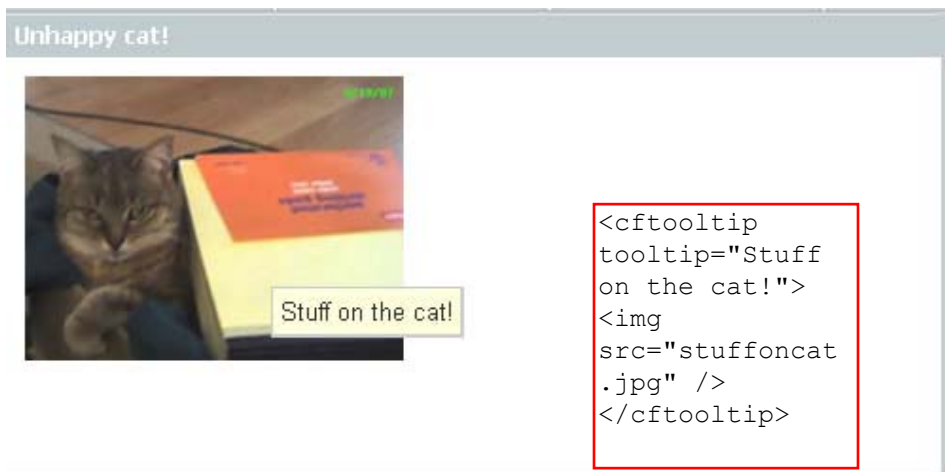 Unhappy cat!
Stuff on the cat!
<cftooltip
tooltip="Stuff
on the cat!">
<img
src="stuffoncat
.jpg" />
</cftooltip>